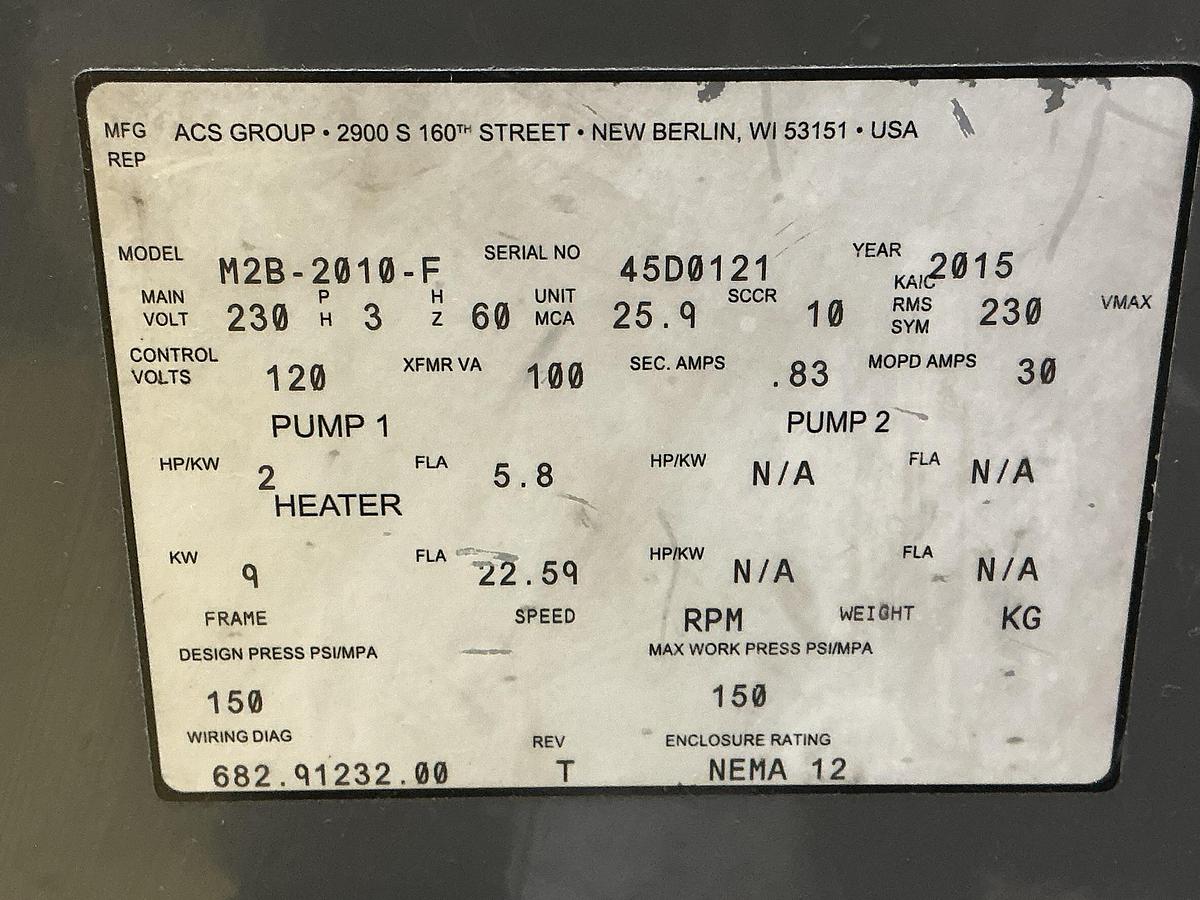 MFG ACS GROUP • 2900 S 160TH STREET • NEW BERLIN, WI 53151 • USA
REP
MODEL M2B-2010-F SERIAL NO 45D0121 YEAR 2015
MAIN VOLT 230 PH 3 HZ 60 UNIT MCA 25.9 SCCR 10 KAIC RMS SYM 230 VMAX
CONTROL VOLTS 120 XFMR VA 100 SEC. AMPS .83 MOPD AMPS 30
PUMP 1 PUMP 2
HP/KW 2 FLA 5.8 HP/KW N/A FLA N/A
HEATER
KW 9 FLA 22.59 HP/KW N/A FLA N/A
FRAME SPEED RPM WEIGHT KG
DESIGN PRESS PSI/MPA MAX WORK PRESS PSI/MPA
150 150
WIRING DIAG REV ENCLOSURE RATING
682.91232.00 T NEMA 12